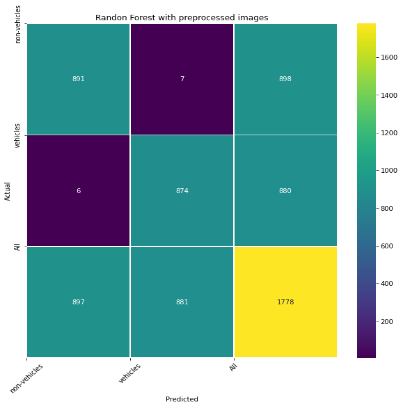 Randon Forest with preprocessed images
non-vehicles
891
7
898
vehicles
6
874
880
All
897
881
1778
Actual
non-vehicles
vehicles
All
Predicted
1600
1400
1200
1000
800
600
400
200